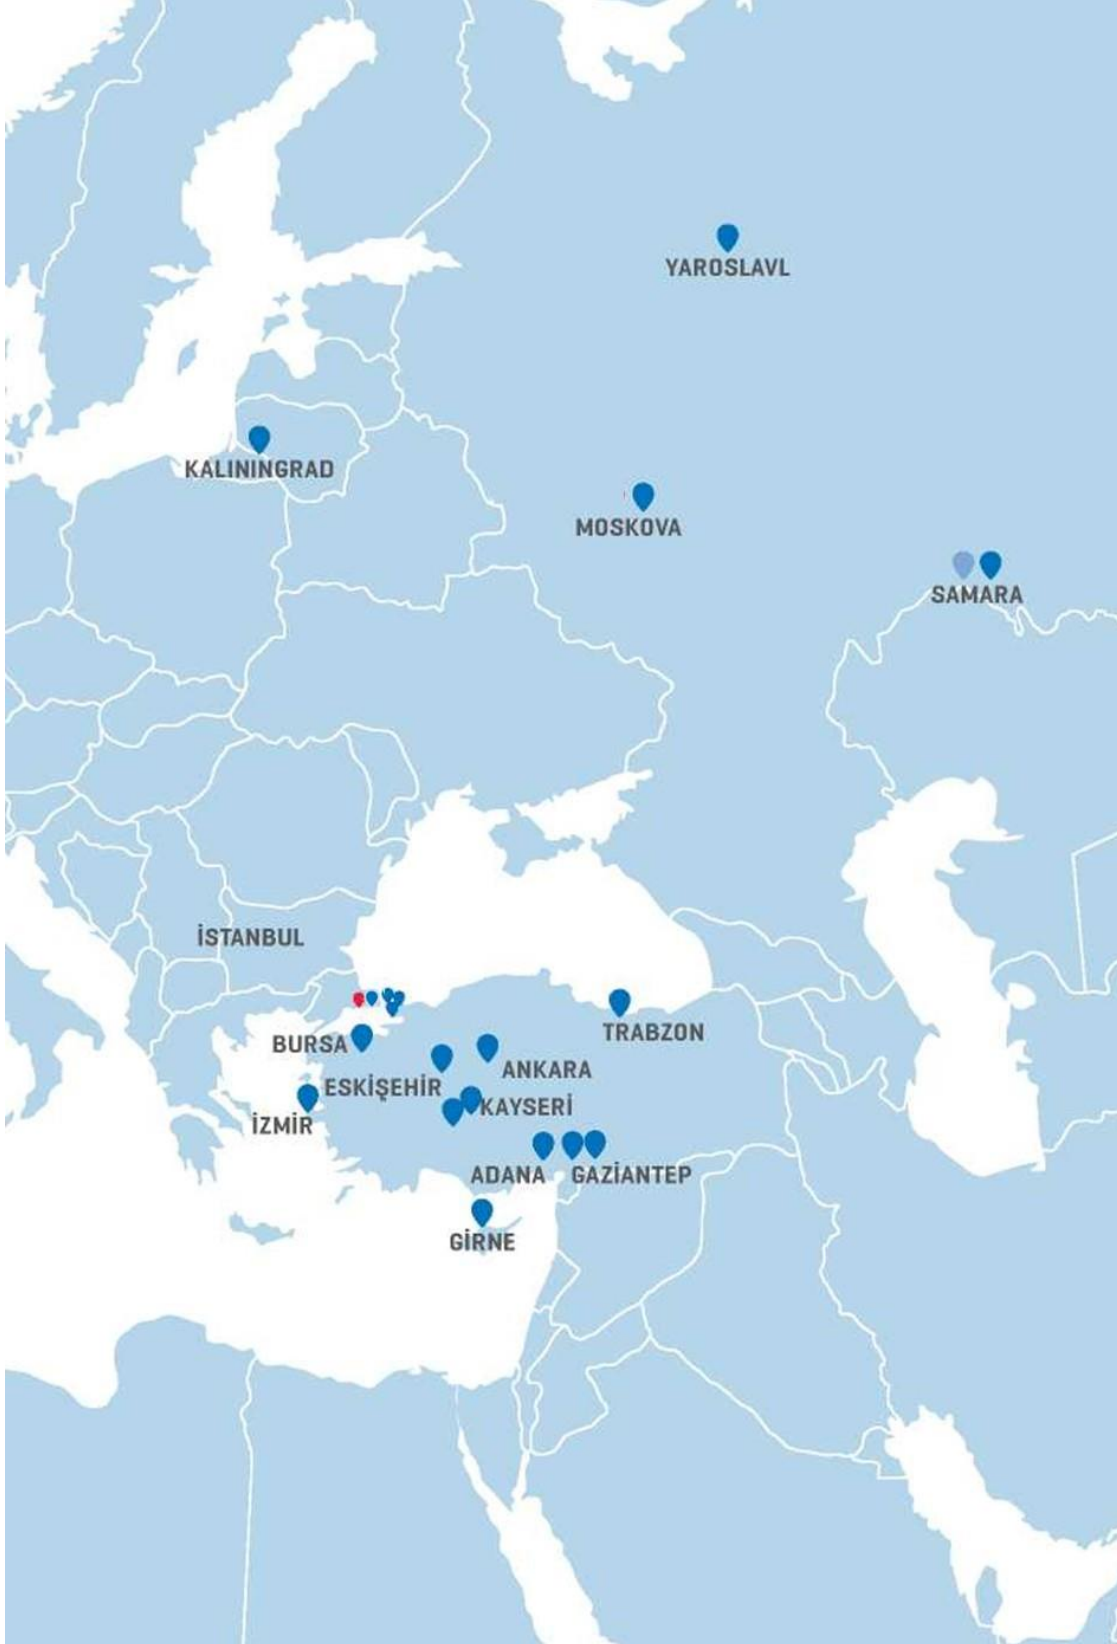 YAROSLAVL
KALININGRAD
MOSKOVA
SAMARA
İSTANBUL
TRABZON
BURSA
ANKARA
ESKİŞEHİR
KAYSERİ
İZMİR
ADANA
GAZİANTEP
GİRNE